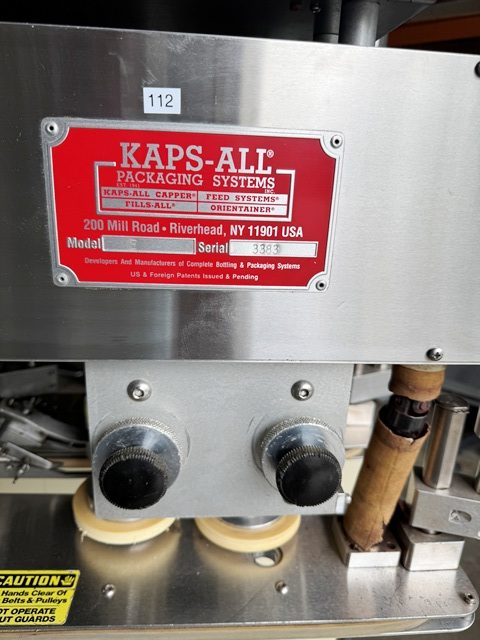 112
KAPS-ALL®
PACKAGING SYSTEMS
EST. 1941 INC.
KAPS-ALL CAPPER® FEED SYSTEMS®
FILLS-ALL® ORIENTAINER®
200 Mill Road • Riverhead, NY 11901 USA
Model Serial 3383
Developers And Manufacturers of Complete Bottling & Packaging Systems
US & Foreign Patents Issued & Pending
CAUTION
Hands Clear Of
Belts & Pulleys
OT OPERATE
UT GUARDS